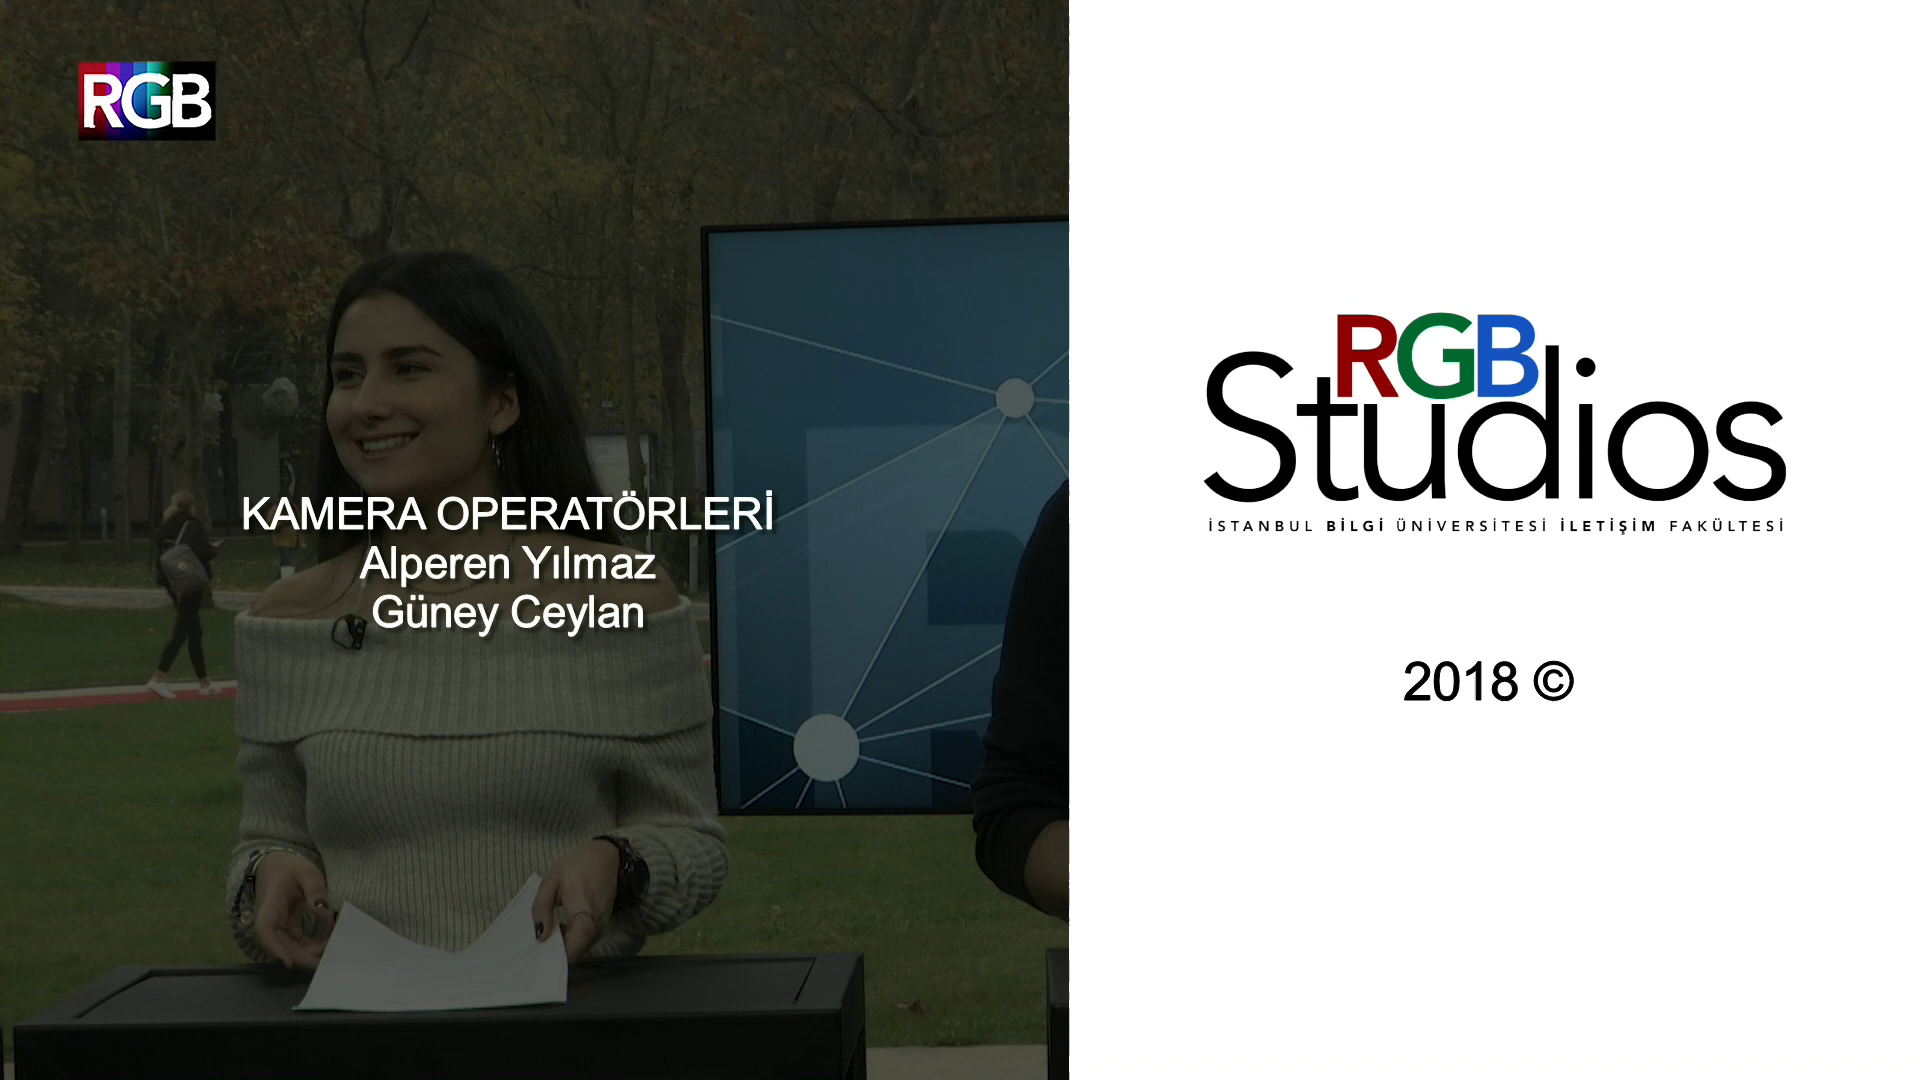 RGB
KAMERA OPERATÖRLERİ
Alperen Yılmaz
Güney Ceylan
RGB
Studios
İSTANBUL BİLGİ ÜNİVERSİTESİ İLETİŞİM FAKÜLTESİ
2018 ©